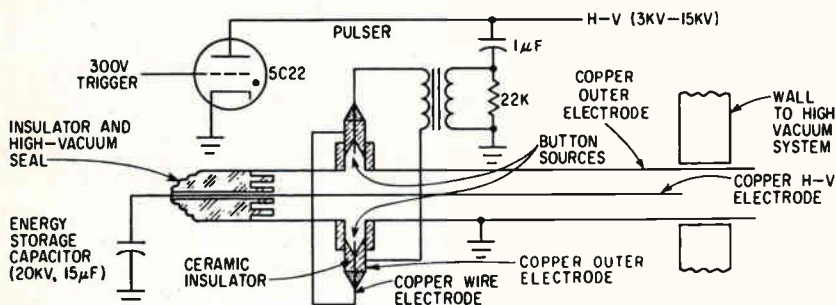 H-V (3KV–15KV)
PULSER
1µF
300V
TRIGGER
5C22
22K
COPPER
OUTER
ELECTRODE
WALL
TO HIGH
VACUUM
SYSTEM
INSULATOR AND
HIGH-VACUUM
SEAL
BUTTON
SOURCES
COPPER H-V
ELECTRODE
ENERGY
STORAGE
CAPACITOR
(20KV, 15µF)
CERAMIC
INSULATOR
COPPER OUTER
ELECTRODE
COPPER WIRE
ELECTRODE